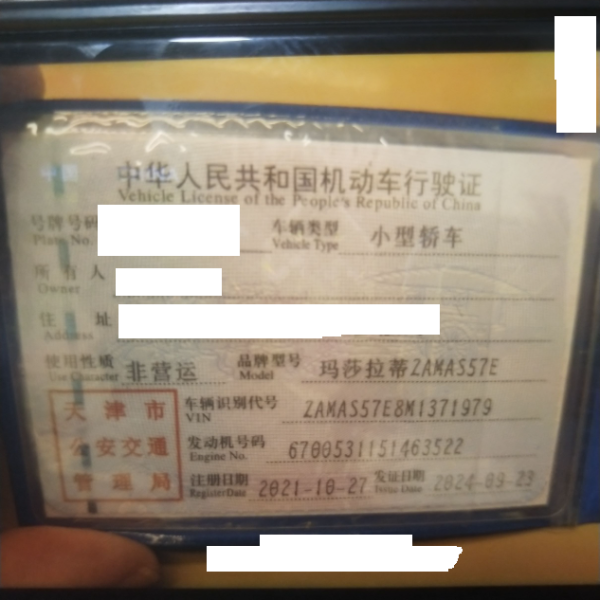 中华人民共和国机动车行驶证
Vehicle License of the People's Republic of China
号牌号码 车辆类型 小型轿车
Plate No. Vehicle Type
所有人
Owner
住址
Address
使用性质 非营运 品牌型号 玛莎拉蒂ZAMAS57E
Use Character Model
天津市 车辆识别代号 ZAMAS57E8M1371979
VIN
公安交通 发动机号码 6700531151463522
Engine No.
管理局 注册日期 2021-10-27 发证日期 2024-09-23
Register Date Issue Date